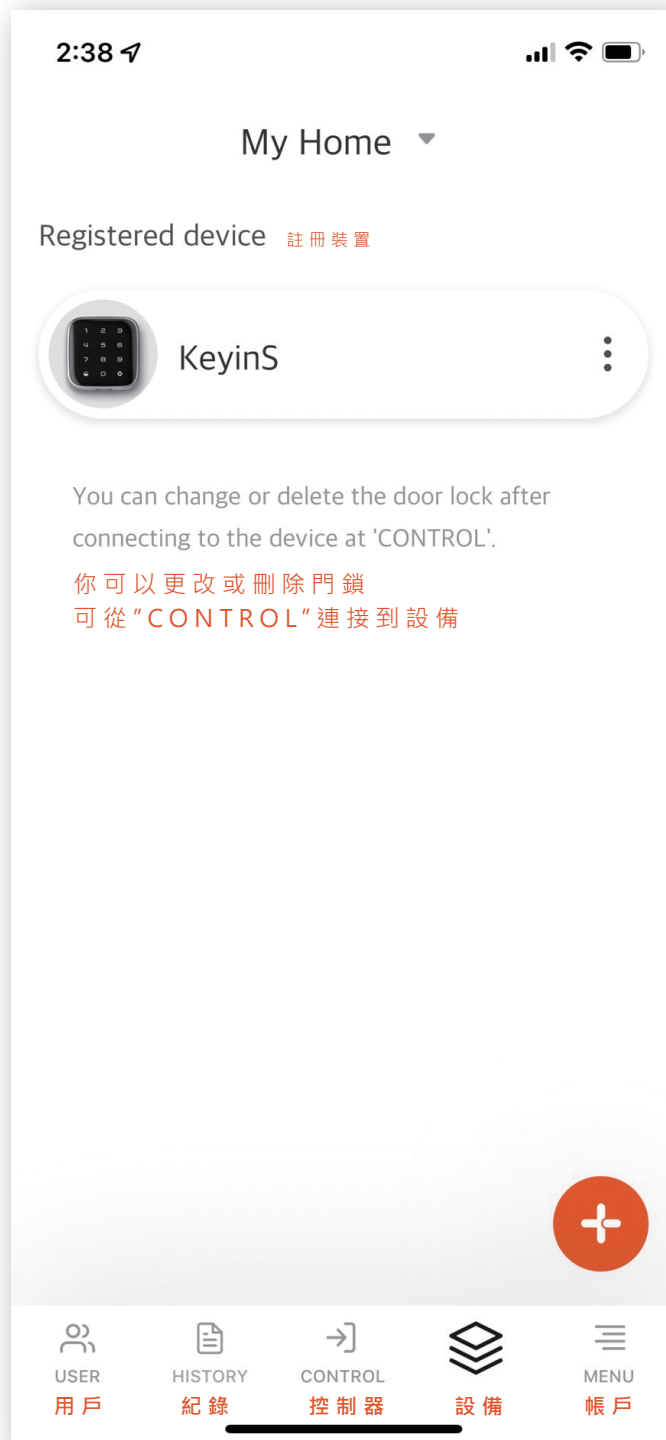 2:38
My Home
Registered device 註冊裝置
KeyinS
You can change or delete the door lock after
connecting to the device at 'CONTROL'.
你可以更改或刪除門鎖
可從"CONTROL"連接到設備
USER HISTORY CONTROL MENU
用戶 紀錄 控制器 設備 帳戶